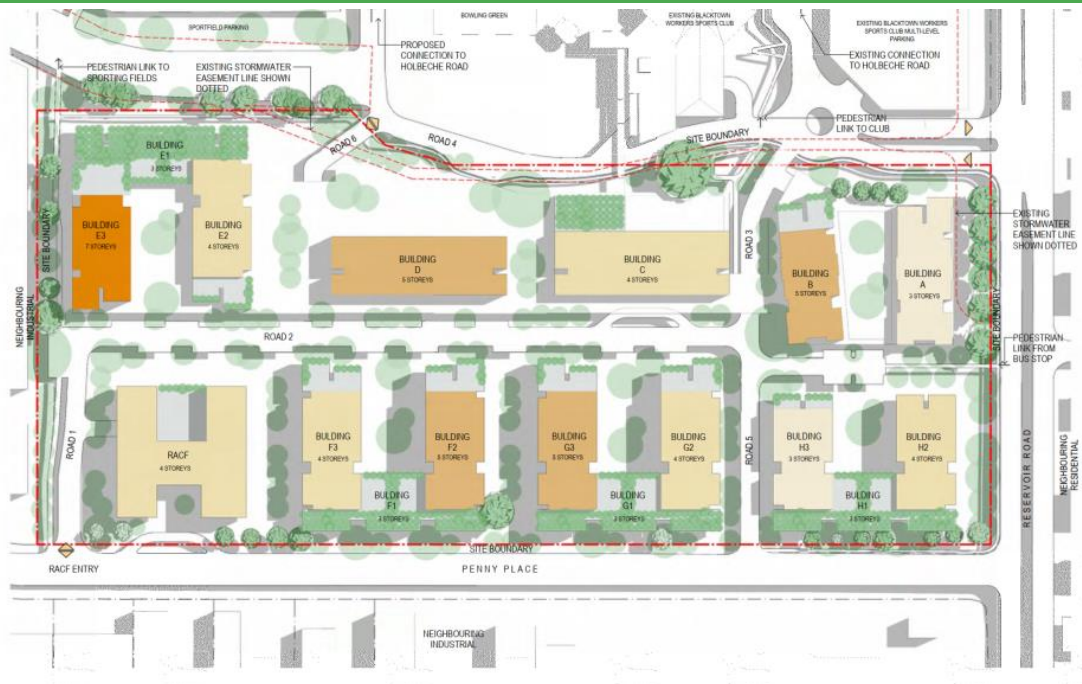 SPORTFIELD PARKING
BOWLING GREEN
EXISTING BLACKTOWN
WORKERS SPORTS CLUB
EXISTING BLACKTOWN WORKERS
SPORTS CLUB MULTI-LEVEL
PARKING
PROPOSED
CONNECTION TO
HOLBECHE ROAD
EXISTING CONNECTION
TO HOLBECHE ROAD
PEDESTRIAN LINK TO
SPORTING FIELDS
EXISTING STORMWATER
EASEMENT LINE SHOWN
DOTTED
PEDESTRIAN
LINK TO CLUB
ROAD 6
ROAD 4
SITE BOUNDARY
BUILDING
E1
3 STOREYS
BUILDING
E3
7 STOREYS
BUILDING
E2
4 STOREYS
BUILDING
D
5 STOREYS
BUILDING
C
4 STOREYS
ROAD 3
BUILDING
B
5 STOREYS
BUILDING
A
3 STOREYS
EXISTING
STORMWATER
EASEMENT LINE
SHOWN DOTTED
SITE BOUNDARY
NEIGHBOURING
INDUSTRIAL
SITE BOUNDARY
PEDESTRIAN
LINK FROM
BUS STOP
ROAD 2
ROAD 1
RACF
4 STOREYS
BUILDING
F3
4 STOREYS
BUILDING
F2
5 STOREYS
BUILDING
F1
3 STOREYS
BUILDING
G3
5 STOREYS
BUILDING
G2
4 STOREYS
BUILDING
G1
3 STOREYS
ROAD 5
BUILDING
H3
3 STOREYS
BUILDING
H2
4 STOREYS
BUILDING
H1
3 STOREYS
RESERVOIR ROAD
NEIGHBOURING
RESIDENTIAL
SITE BOUNDARY
RACF ENTRY
PENNY PLACE
NEIGHBOURING
INDUSTRIAL